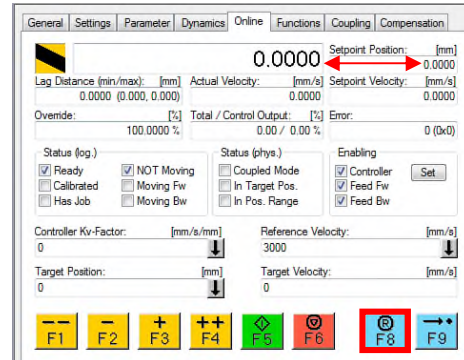 General Settings Parameter Dynamics Online Functions Coupling Compensation
0.0000 Setpoint Position: [mm]
0.0000
Lag Distance (min/max): [mm] Actual Velocity: [mm/s] Setpoint Velocity: [mm/s]
0.0000 (0.000, 0.000) 0.0000 0.0000
Override: [%] Total / Control Output: [%] Error:
100.0000 % 0.00 / 0.00 % 0 (0x0)
Status (log.) Status (phys.) Enabling
Ready NOT Moving Coupled Mode Controller Set
Calibrated Moving Fw In Target Pos. Feed Fw
Has Job Moving Bw In Pos. Range Feed Bw
Controller Kv-Factor: [mm/s/mm] Reference Velocity: [mm/s]
0 3000
Target Position: [mm] Target Velocity: [mm/s]
0 0
-- - + ++ R
F1 F2 F3 F4 F5 F6 F8 F9